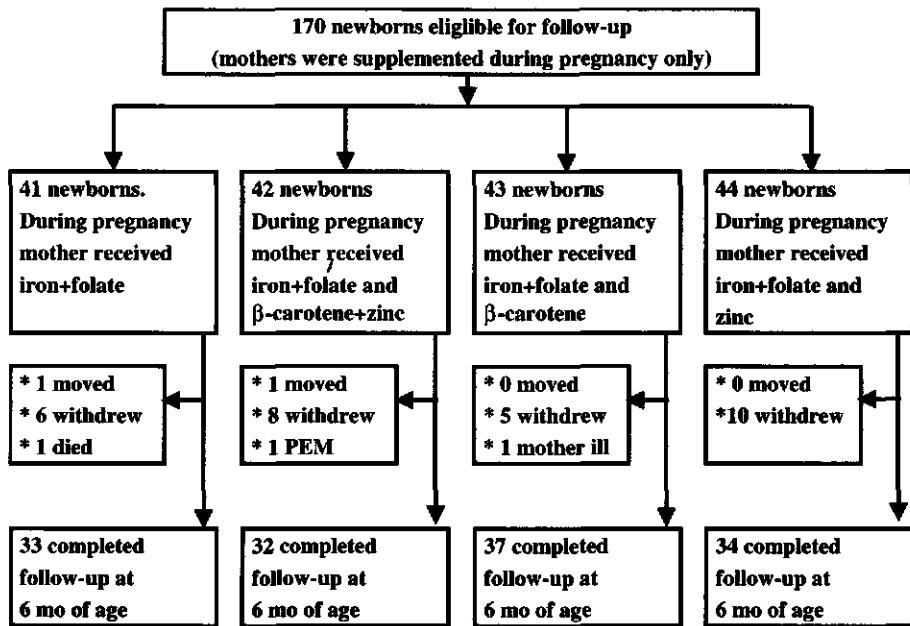 170 newborns eliglible for follow-up
(mothers were supplemented during pregnancy only)
41 newborns.
During pregnancy
mother received
iron+folate
42 newborns
During pregnancy
mother received
iron+folate and
β-carotene+zinc
43 newborns
During pregnancy
mother received
iron+folate and
β-carotene
44 newborns
During pregnancy
mother received
iron+folate and
zinc
* 1 moved
* 6 withdrew
* 1 died
* 1 moved
* 8 withdrew
* 1 PEM
* 0 moved
* 5 withdrew
* 1 mother ill
* 0 moved
*10 withdrew
33 completed
follow-up at
6 mo of age
32 completed
follow-up at
6 mo of age
37 completed
follow-up at
6 mo of age
34 completed
follow-up at
6 mo of age